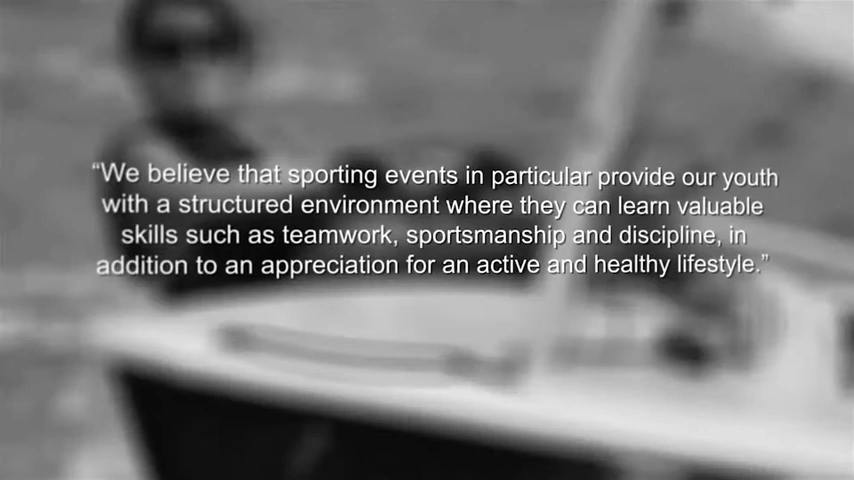 “We believe that sporting events in particular provide our youth
with a structured environment where they can learn valuable
skills such as teamwork, sportsmanship and discipline, in
addition to an appreciation for an active and healthy lifestyle.”